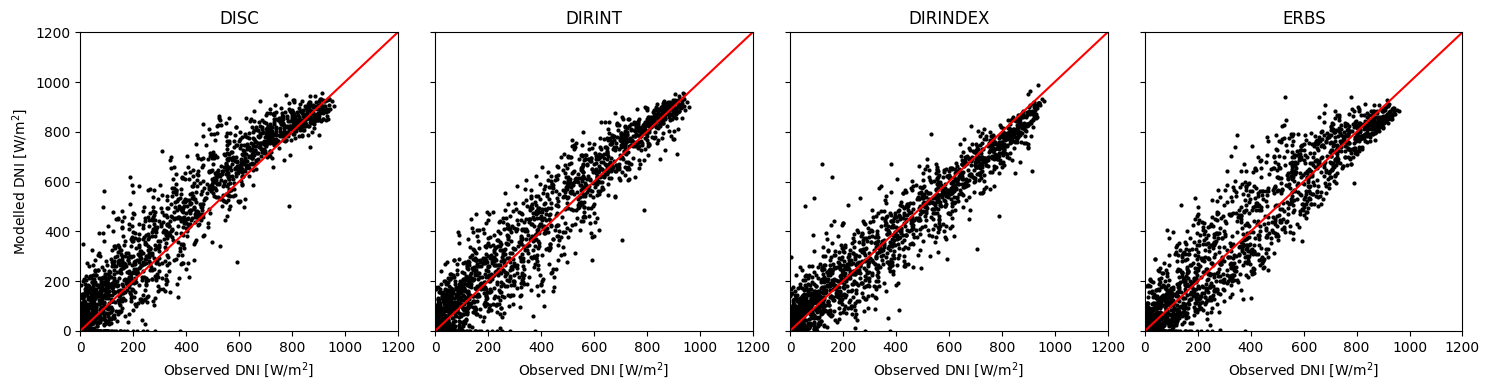 DISC
DIRINT
DIRINDEX
ERBS
Modelled DNI [W/m²]
1200
1000
800
600
400
200
0
0 200 400 600 800 1000 1200
0 200 400 600 800 1000 1200
0 200 400 600 800 1000 1200
0 200 400 600 800 1000 1200
Observed DNI [W/m²]
Observed DNI [W/m²]
Observed DNI [W/m²]
Observed DNI [W/m²]